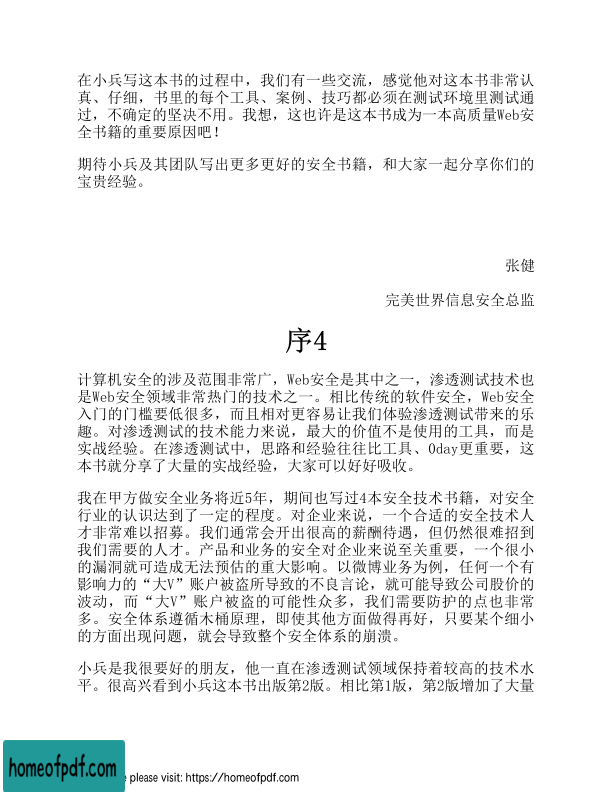 在小兵写这本书的过程中，我们有一些交流，感觉他对这本书非常认
真、仔细，书里的每个工具、案例、技巧都必须在测试环境里测试通
过，不确定的坚决不用。我想，这也许是这本书成为一本高质量Web安
全书籍的重要原因吧！
期待小兵及其团队写出更多更好的安全书籍，和大家一起分享你们的
宝贵经验。
张健
完美世界信息安全总监
序4
计算机安全的涉及范围非常广，Web安全是其中之一，渗透测试技术也
是Web安全领域非常热门的技术之一。相比传统的软件安全，Web安全
入门的门槛要低很多，而且相对更容易让我们体验渗透测试带来的乐
趣。对渗透测试的技术能力来说，最大的价值不是使用的工具，而是
实战经验。在渗透测试中，思路和经验往往比工具、0day更重要，这
本书就分享了大量的实战经验，大家可以好好吸收。
我在甲方做安全业务将近5年，期间也写过4本安全技术书籍，对安全
行业的认识达到了一定的程度。对企业来说，一个合适的安全技术人
才非常难以招募。我们通常会开出很高的薪酬待遇，但仍然很难招到
我们需要的人才。产品和业务的安全对企业来说至关重要，一个很小
的漏洞就可造成无法预估的重大影响。以微博业务为例，任何一个有
影响力的“大V”账户被盗所导致的不良言论，就可能导致公司股价的
波动，而“大V”账户被盗的可能性众多，我们需要防护的点也非常
多。安全体系遵循木桶原理，即使其他方面做得再好，只要某个细小
的方面出现问题，就会导致整个安全体系的崩溃。
小兵是我很要好的朋友，他一直在渗透测试领域保持着较高的技术水
平。很高兴看到小兵这本书出版第2版。相比第1版，第2版增加了大量
homeofpdf.com
e please visit: https://homeofpdf.com